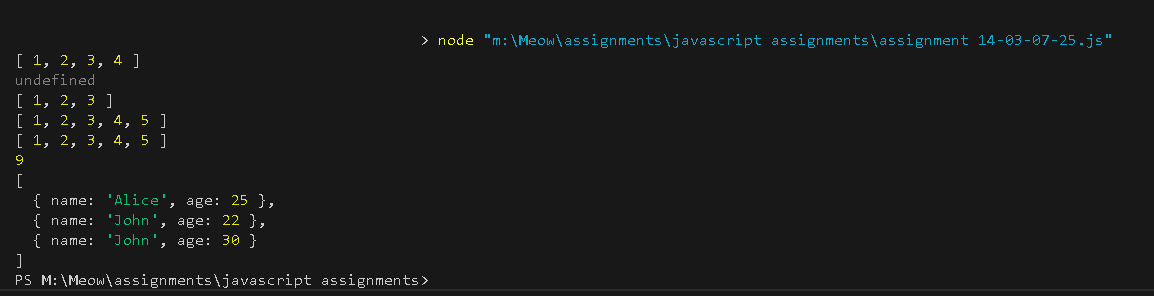 > node "m:\Meow\assignments\javascript assignments\assignment 14-03-07-25.js"
[ 1, 2, 3, 4 ]
undefined
[ 1, 2, 3 ]
[ 1, 2, 3, 4, 5 ]
[ 1, 2, 3, 4, 5 ]
9
[
  { name: 'Alice', age: 25 },
  { name: 'John', age: 22 },
  { name: 'John', age: 30 }
]
PS M:\Meow\assignments\javascript assignments>